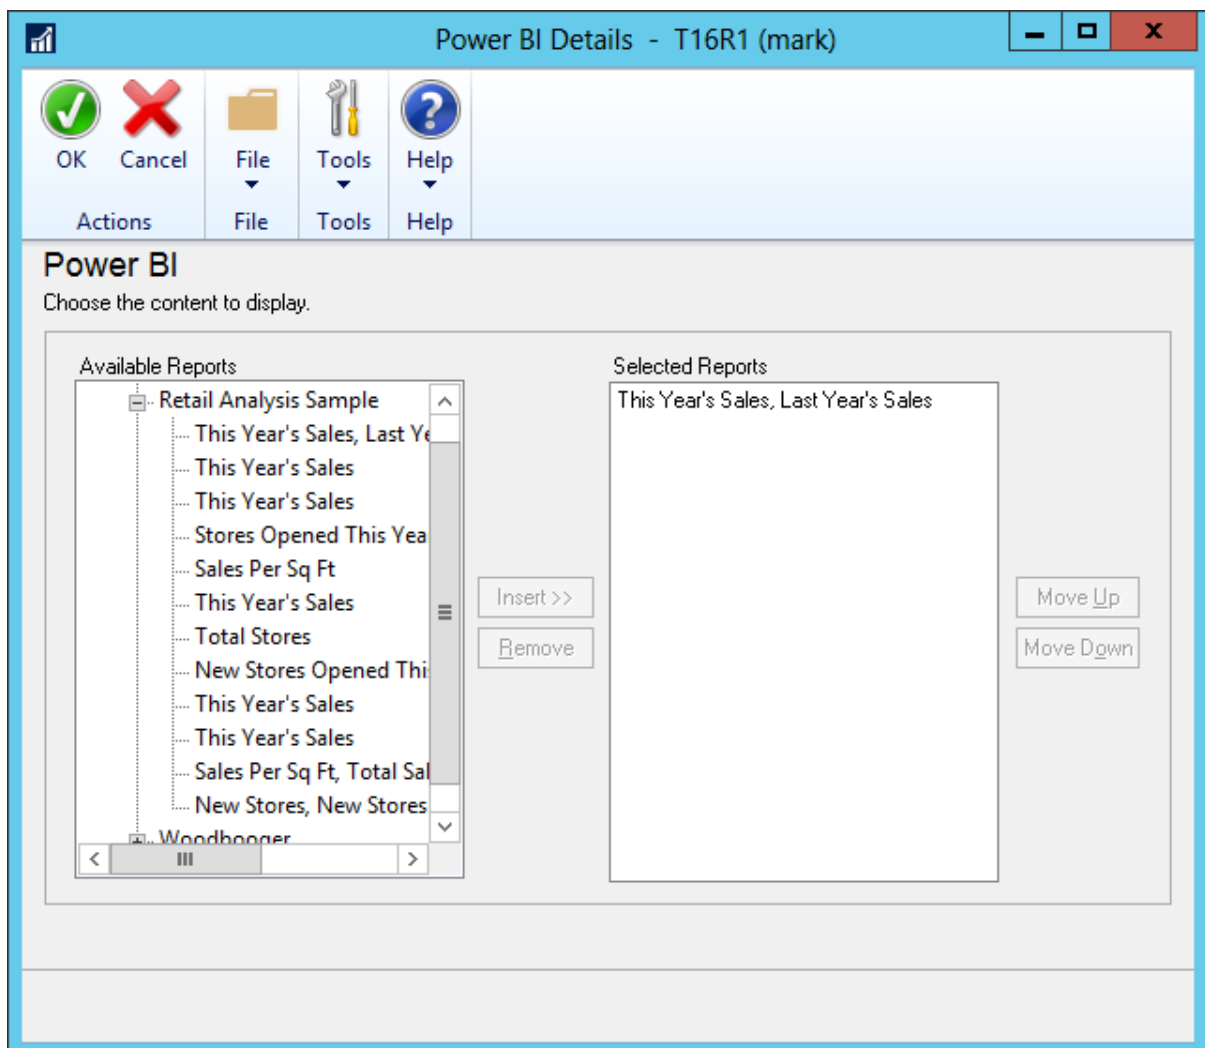 Power BI Details - T16R1 (mark)
OK Cancel File Tools Help
Actions File Tools Help
Power BI
Choose the content to display.
Available Reports
Retail Analysis Sample
This Year's Sales, Last Ye
This Year's Sales
This Year's Sales
Stores Opened This Yea
Sales Per Sq Ft
This Year's Sales
Total Stores
New Stores Opened Thi
This Year's Sales
This Year's Sales
Sales Per Sq Ft, Total Sal
New Stores, New Stores
Insert >>
Remove
Selected Reports
This Year's Sales, Last Year's Sales
Move Up
Move Down